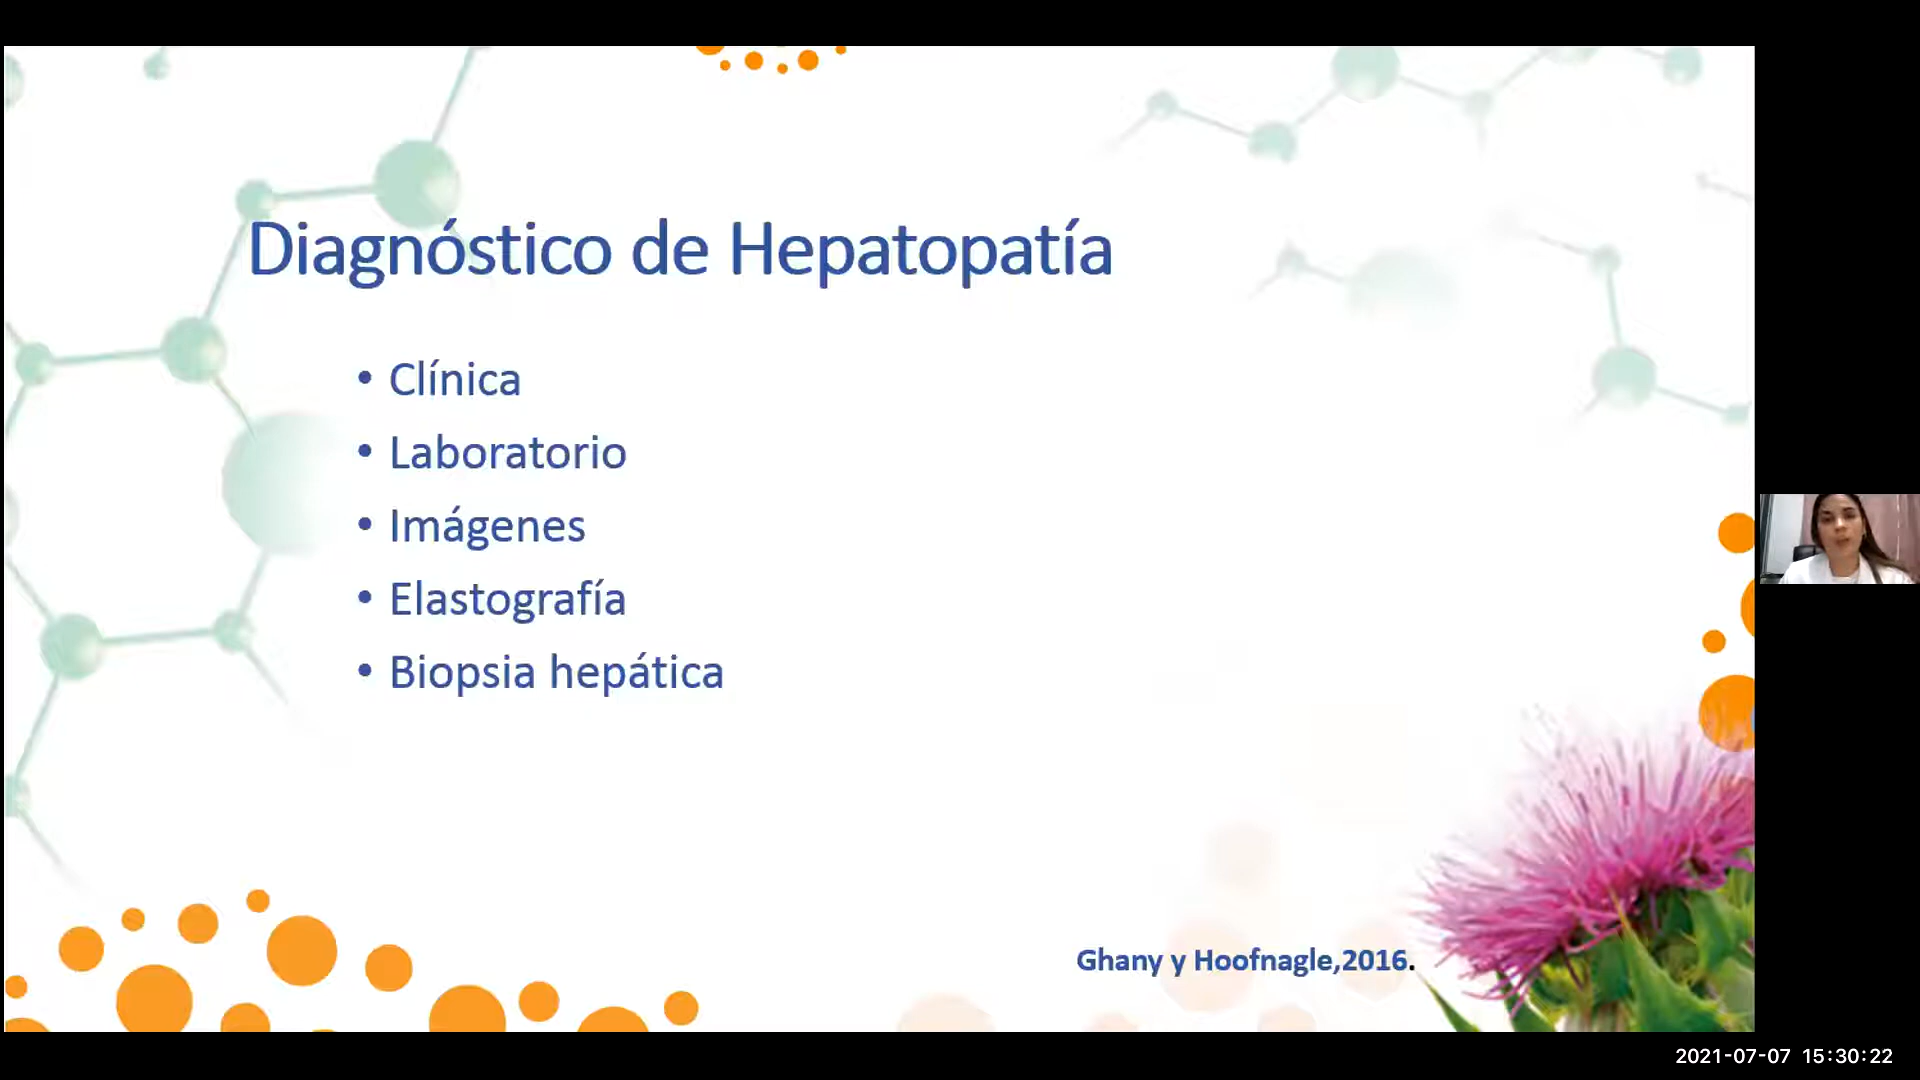 Diagnóstico de Hepatopatía
• Clínica
• Laboratorio
• Imágenes
• Elastografía
• Biopsia hepática
Ghany y Hoofnagle,2016.
2021-07-07 15:30:22